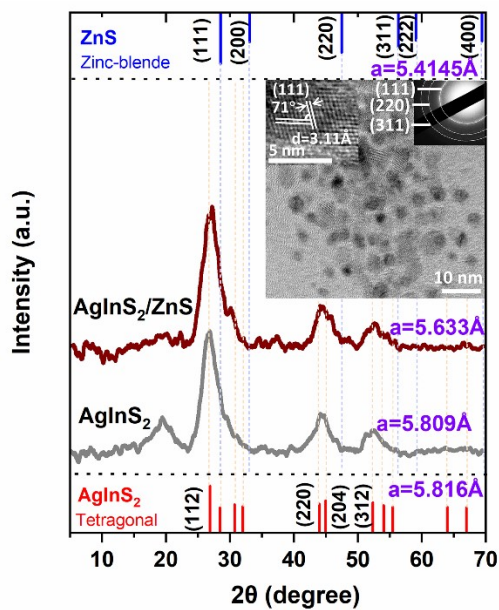 ZnS
Zinc-blende
(111)
(200)
(220)
(311)
(222)
(400)
a=5.4145Å
(111)
71°
d=3.11Å
5 nm
(111)
(220)
(311)
10 nm
AgInS₂/ZnS
a=5.633Å
AgInS₂
a=5.809Å
a=5.816Å
AgInS₂
Tetragonal
(112)
(220)
(204)
(312)
Intensity (a.u.)
10 20 30 40 50 60 70
2θ (degree)